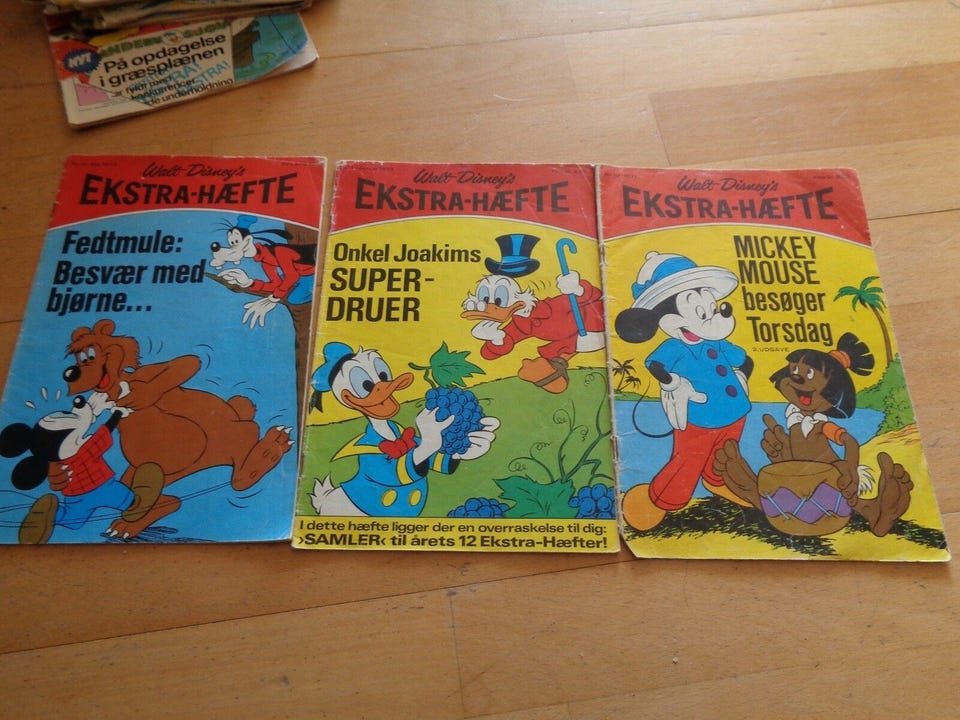 NYT
På opdagelse
i græsplænen
Walt Disney's
EKSTRA-HÆFTE
Fedtmule:
Besvær med
bjørne...
Walt Disney's
EKSTRA-HÆFTE
Onkel Joakims
SUPER-
DRUER
I dette hæfte ligger der en overraskelse til dig:
›SAMLER‹ til årets 12 Ekstra-Hæfter!
Walt Disney's
EKSTRA-HÆFTE
MICKEY
MOUSE
besøger
Torsdag
2. UDGAVE